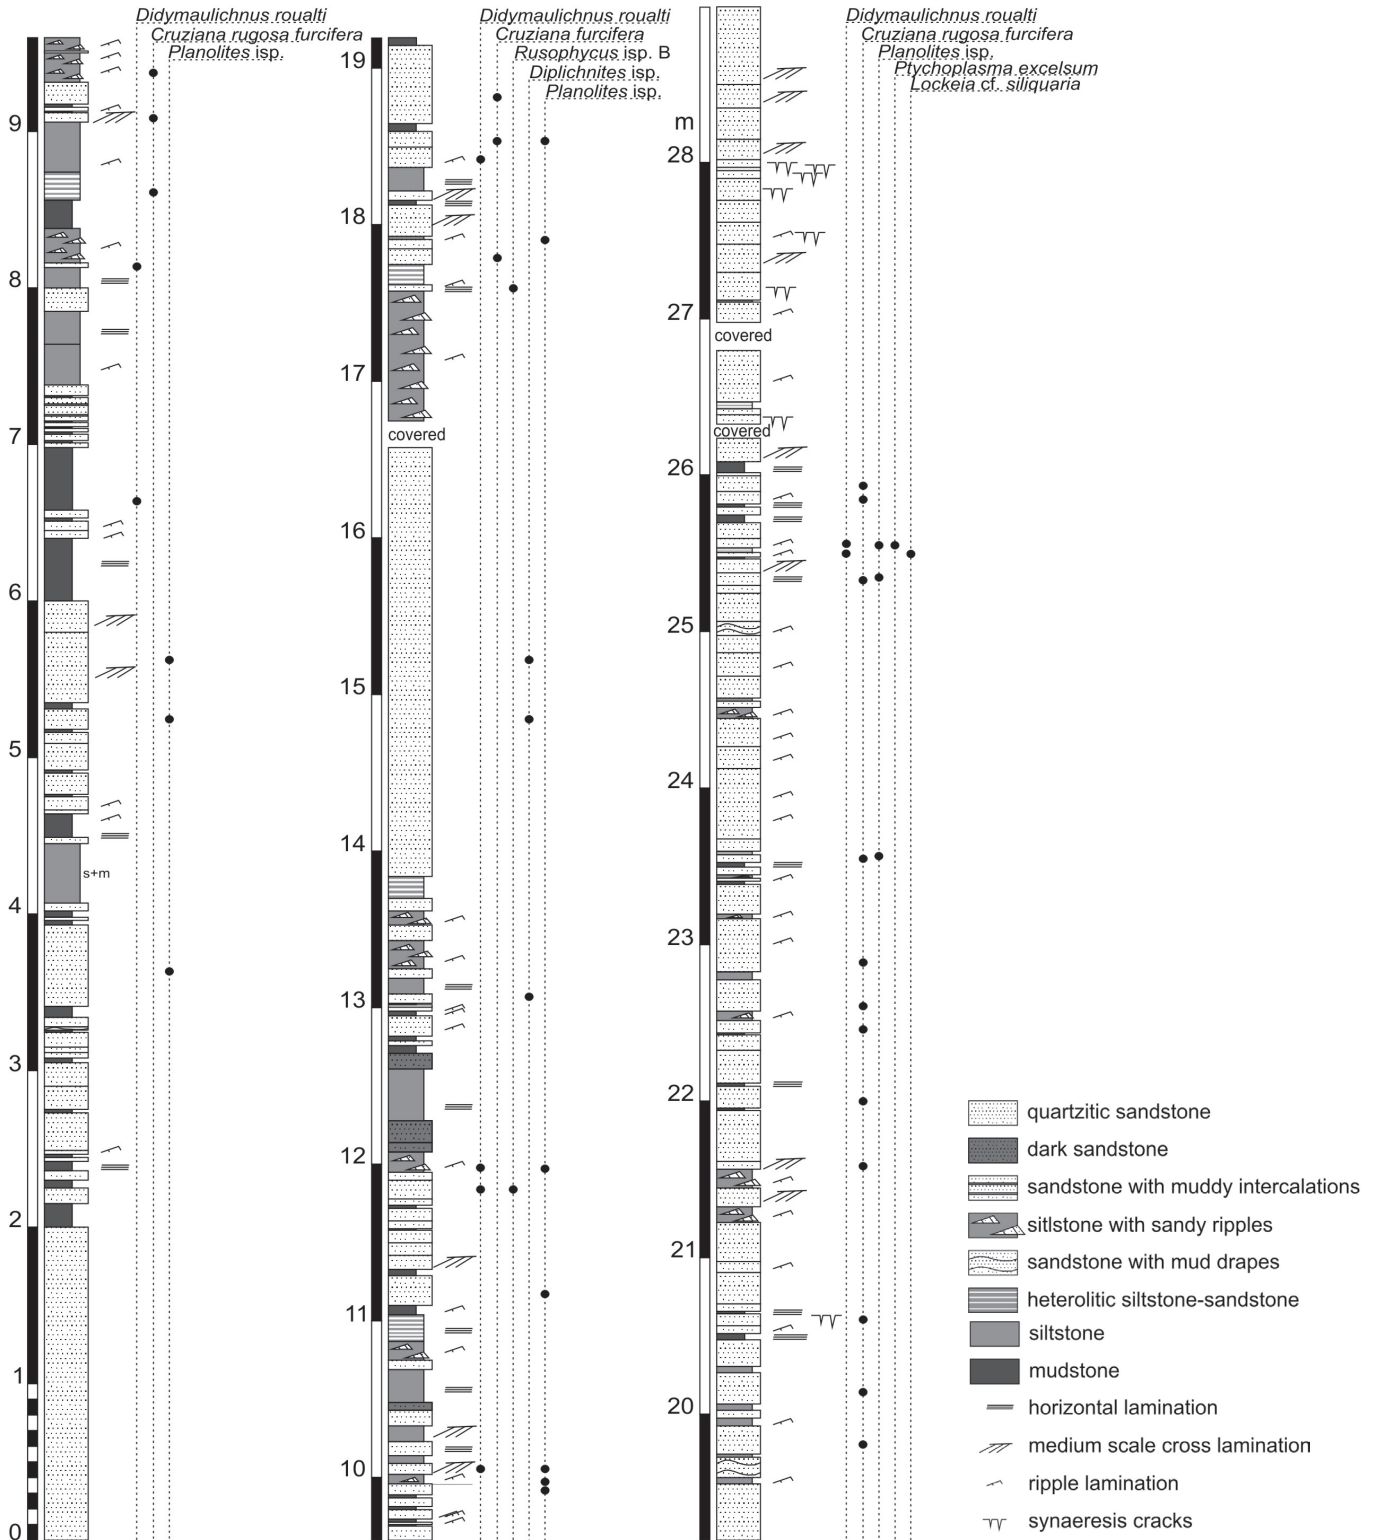 Didymaulichnus roualti
Cruziana rugosa furcifera
Planolites isp.
9
8
7
6
5
s+m
4
3
2
1
0
Didymaulichnus roualti
Cruziana furcifera
Rusophycus isp. B
Diplichnites isp.
Planolites isp.
19
18
17
covered
16
15
14
13
12
11
10
Didymaulichnus roualti
Cruziana rugosa furcifera
Planolites isp.
Ptychoplasma excelsum
Lockeia cf. siliquaria
m
28
27
covered
covered
26
25
24
23
22
21
20
quartzitic sandstone
dark sandstone
sandstone with muddy intercalations
sitlstone with sandy ripples
sandstone with mud drapes
heterolitic siltstone-sandstone
siltstone
mudstone
horizontal lamination
medium scale cross lamination
ripple lamination
synaeresis cracks